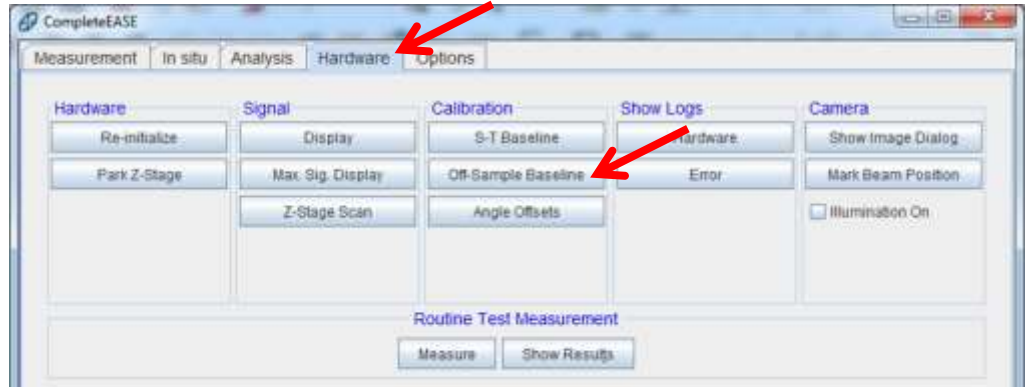 CompleteEASE
Measurement In situ Analysis Hardware Options
Hardware Signal Calibration Show Logs Camera
Re-initialize Display S-T Baseline Hardware Show Image Dialog
Park Z-Stage Max. Sig. Display Off-Sample Baseline Error Mark Beam Position
Z-Stage Scan Angle Offsets Illumination On
Routine Test Measurement
Measure Show Results